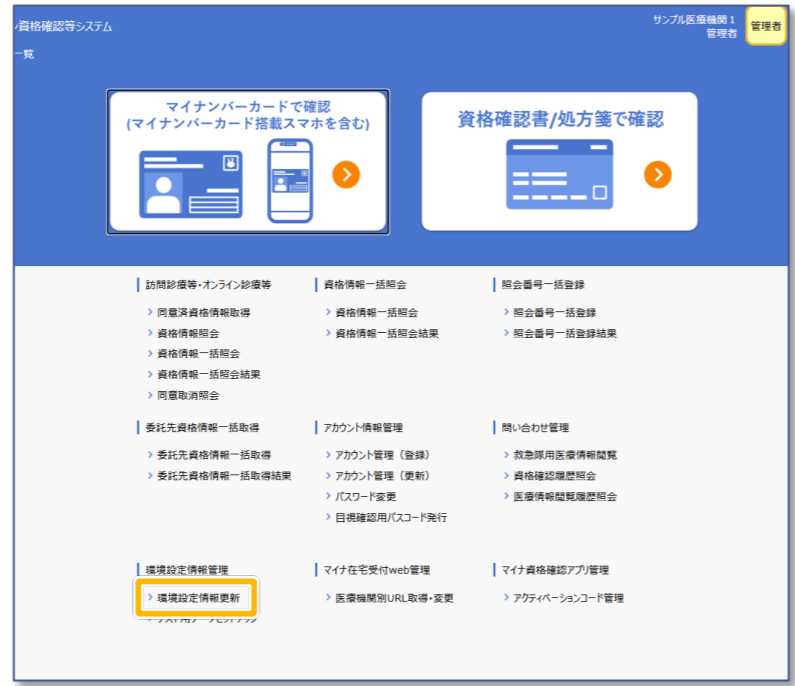 /資格確認等システム
サンプル医療機関1
管理者
管理者
一覧
マイナンバーカードで確認
(マイナンバーカード搭載スマホを含む)
資格確認書/処方箋で確認
訪問診療等・オンライン診療等
同意済資格情報取得
資格情報照会
資格情報一括照会
資格情報一括照会結果
同意取消照会
資格情報一括照会
資格情報一括照会
資格情報一括照会結果
照会番号一括登録
照会番号一括登録
照会番号一括登録結果
委託先資格情報一括取得
委託先資格情報一括取得
委託先資格情報一括取得結果
アカウント情報管理
アカウント管理（登録）
アカウント管理（更新）
パスワード変更
目視確認用パスコード発行
問い合わせ管理
救急隊用医療情報閲覧
資格確認履歴照会
医療情報閲覧履歴照会
環境設定情報管理
環境設定情報更新
マイナ在宅受付web管理
医療機関別URL取得・変更
マイナ資格確認アプリ管理
アクティベーションコード管理